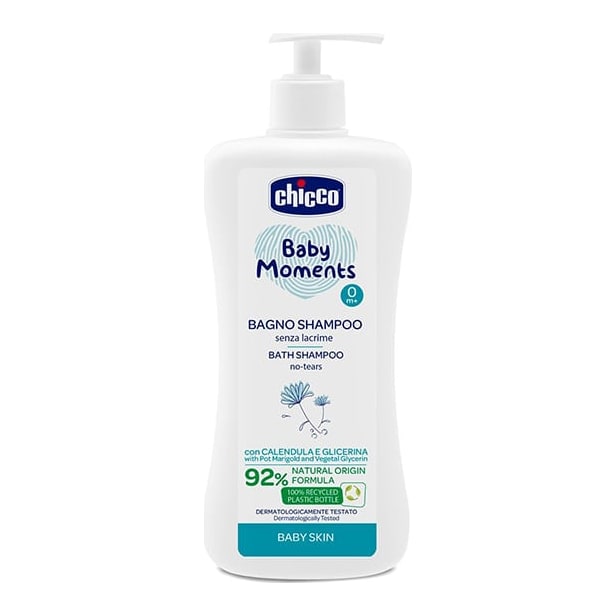 chicco
Baby
Moments
0
m+
BAGNO SHAMPOO
senza lacrime
BATH SHAMPOO
no-tears
con CALENDULA E GLICERINA
with Pot Marigold and Vegetal Glycerin
92% NATURAL ORIGIN
FORMULA
100% RECYCLED
PLASTIC BOTTLE
DERMATOLOGICAMENTE TESTATO
Dermatologically Tested
BABY SKIN